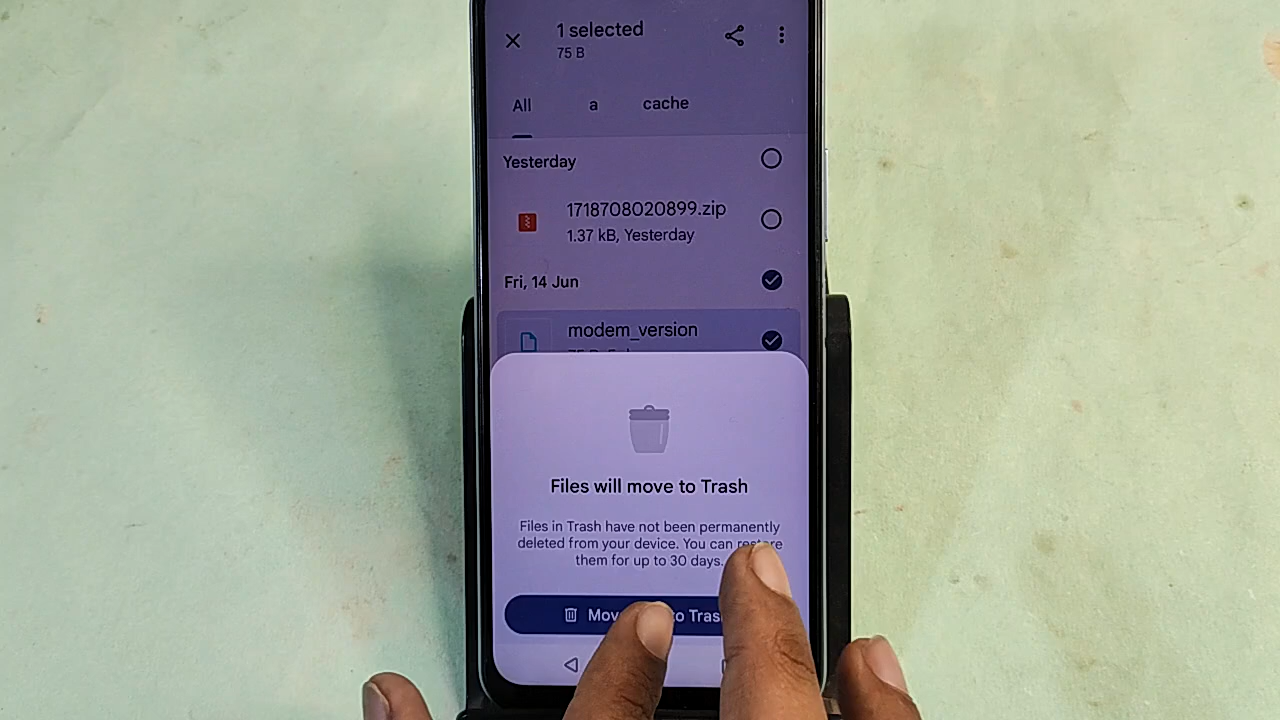 1 selected
75 B
All a cache
Yesterday
1718708020899.zip
1.37 kB, Yesterday
Fri, 14 Jun
modem_version
Files will move to Trash
Files in Trash have not been permanently
deleted from your device. You can restore
them for up to 30 days.
to